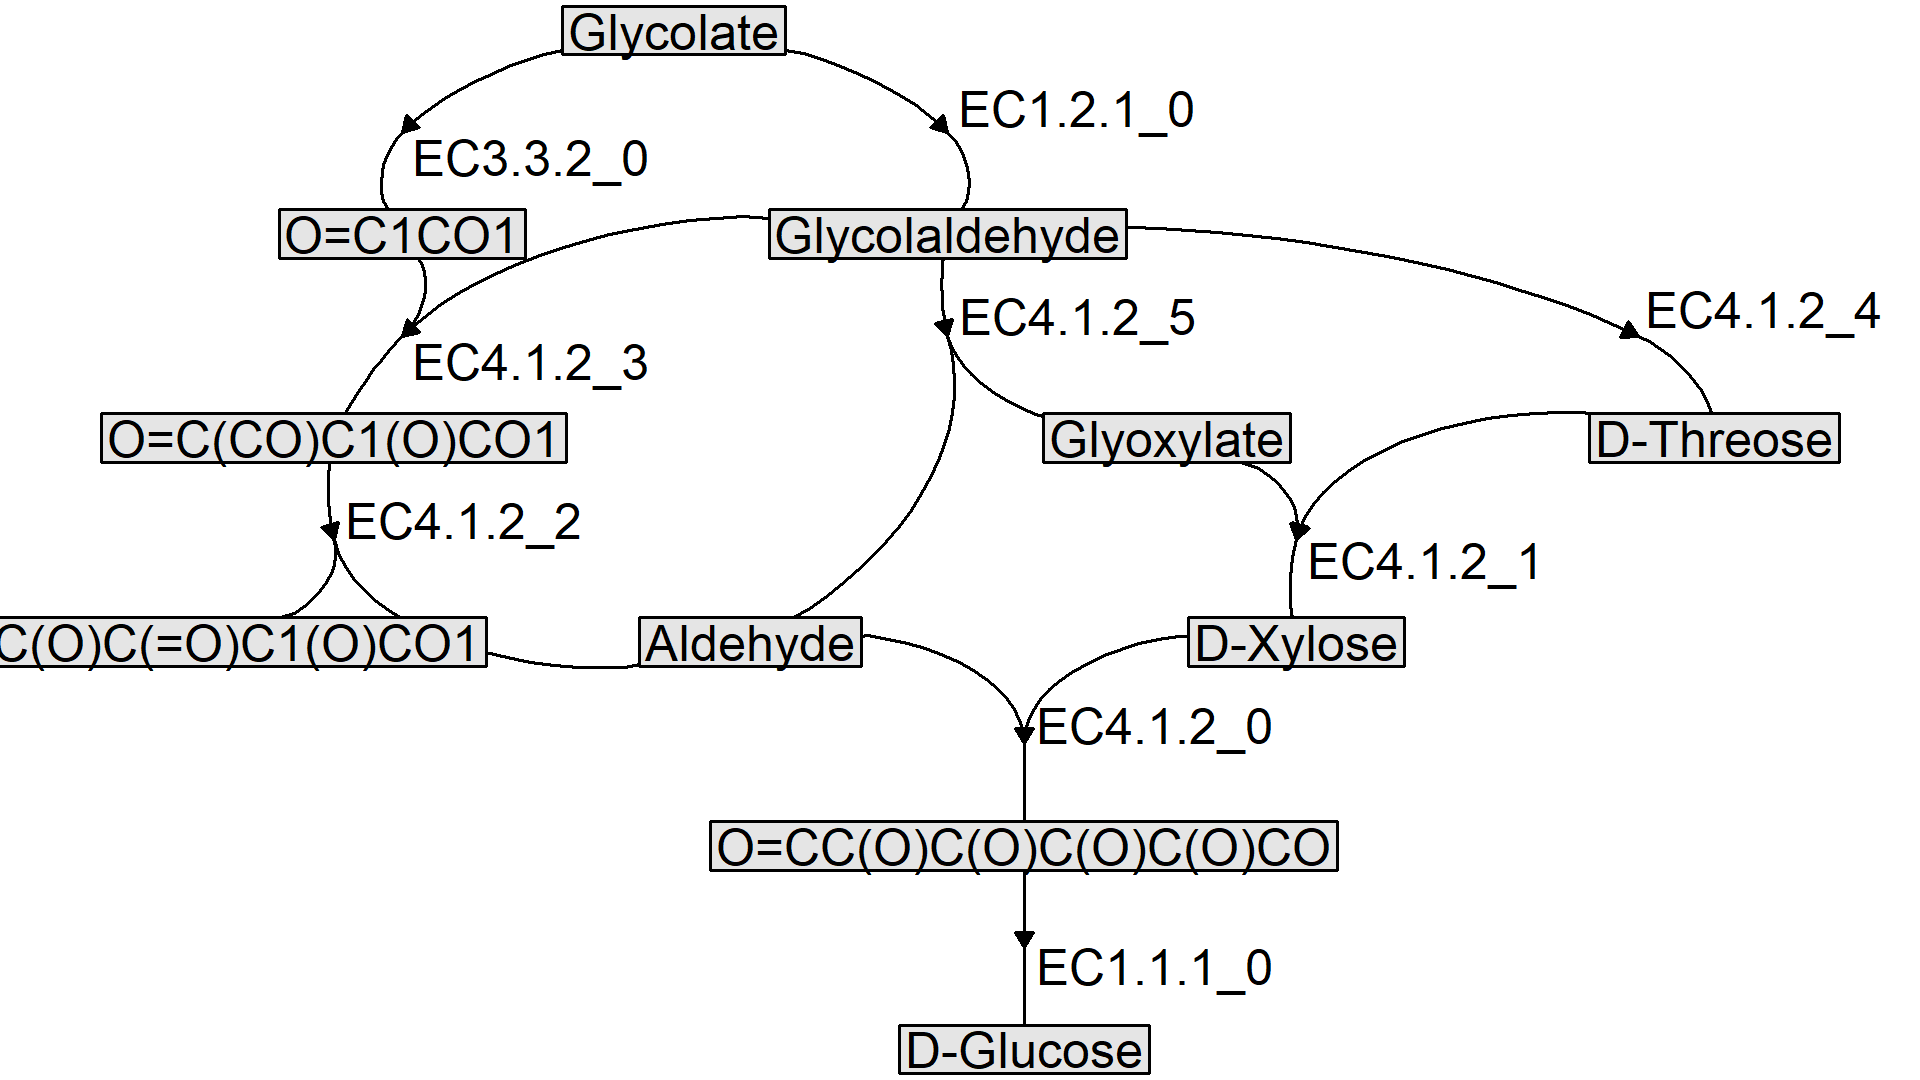 Glycolate
EC1.2.1_0
EC3.3.2_0
O=C1CO1
Glycolaldehyde
EC4.1.2_5
EC4.1.2_4
EC4.1.2_3
O=C(CO)C1(O)CO1
Glyoxylate
D-Threose
EC4.1.2_2
EC4.1.2_1
C(O)C(=O)C1(O)CO1
Aldehyde
D-Xylose
EC4.1.2_0
O=CC(O)C(O)C(O)C(O)CO
EC1.1.1_0
D-Glucose